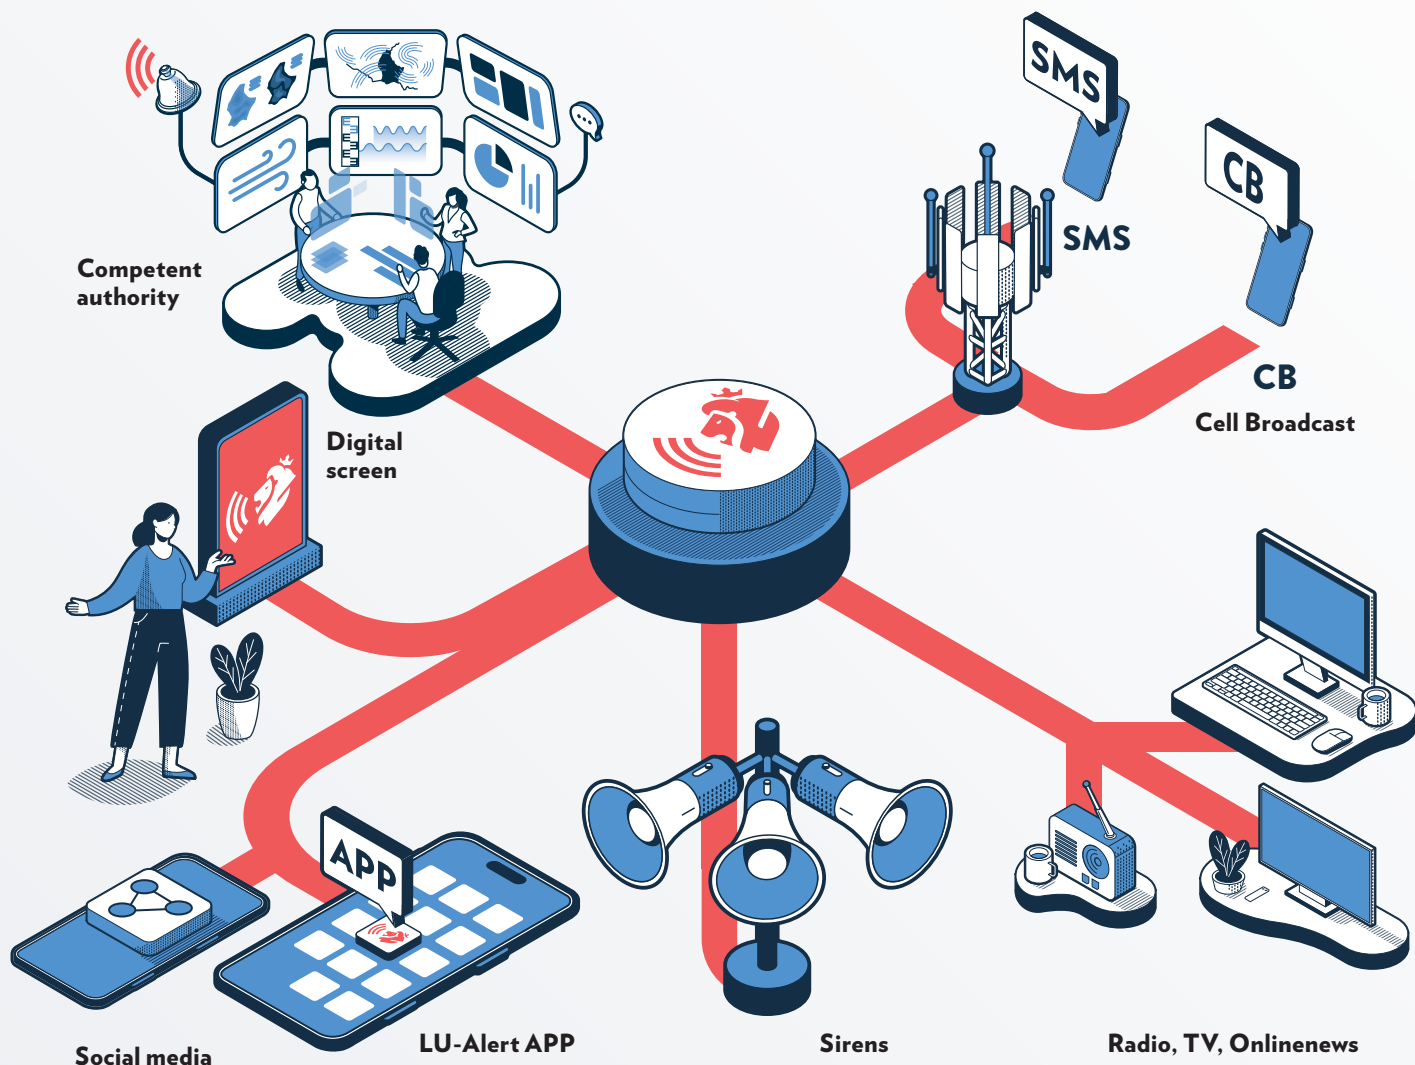 SMS
CB
SMS
Competent
authority
CB
Cell Broadcast
Digital
screen
APP
LU-Alert APP
Sirens
Radio, TV, Onlinenews
Social media